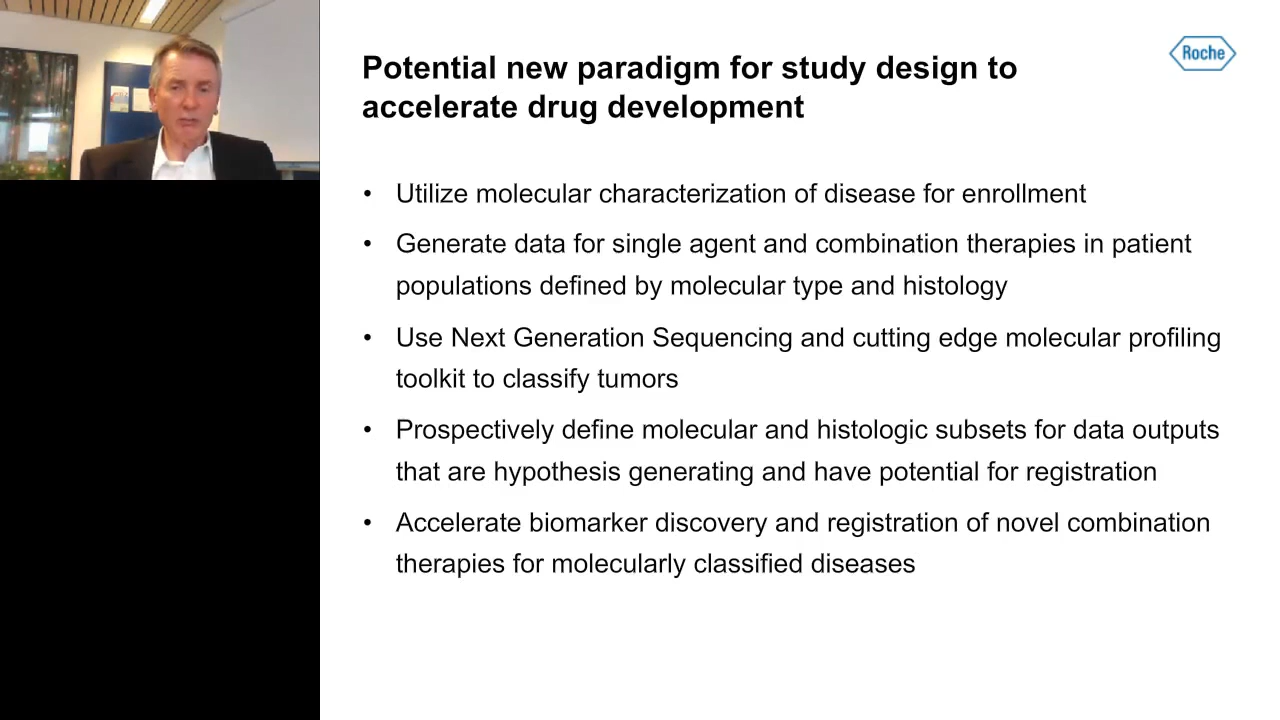 Roche
Potential new paradigm for study design to
accelerate drug development
• Utilize molecular characterization of disease for enrollment
• Generate data for single agent and combination therapies in patient
populations defined by molecular type and histology
• Use Next Generation Sequencing and cutting edge molecular profiling
toolkit to classify tumors
• Prospectively define molecular and histologic subsets for data outputs
that are hypothesis generating and have potential for registration
• Accelerate biomarker discovery and registration of novel combination
therapies for molecularly classified diseases